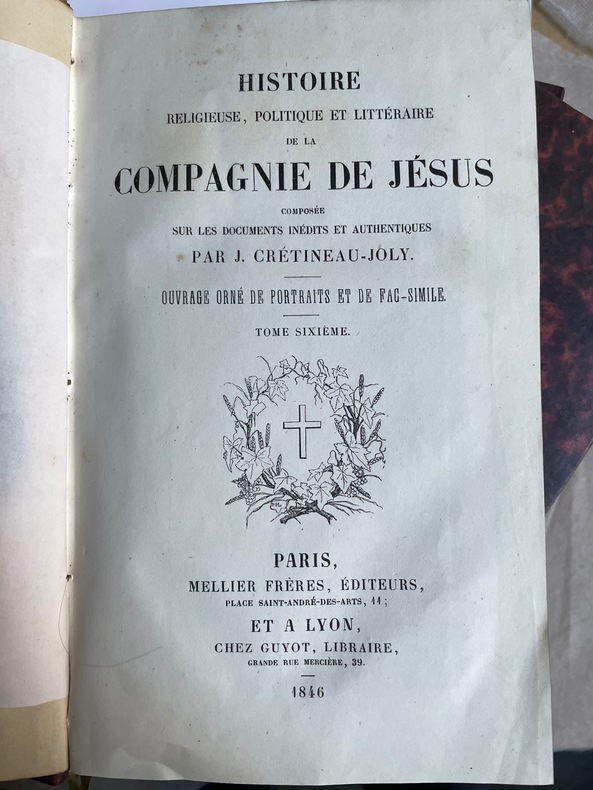 HISTOIRE
RELIGIEUSE, POLITIQUE ET LITTÉRAIRE
DE LA
COMPAGNIE DE JÉSUS
COMPOSÉE
SUR LES DOCUMENTS INÉDITS ET AUTHENTIQUES
PAR J. CRÉTINEAU-JOLY.
OUVRAGE ORNÉ DE PORTRAITS ET DE FAC-SIMILE.
TOME SIXIÈME.
PARIS,
MELLIER FRÈRES, ÉDITEURS,
PLACE SAINT-ANDRÉ-DES-ARTS, 11;
ET A LYON,
CHEZ GUYOT, LIBRAIRE,
GRANDE RUE MERCIÈRE, 39.
1846